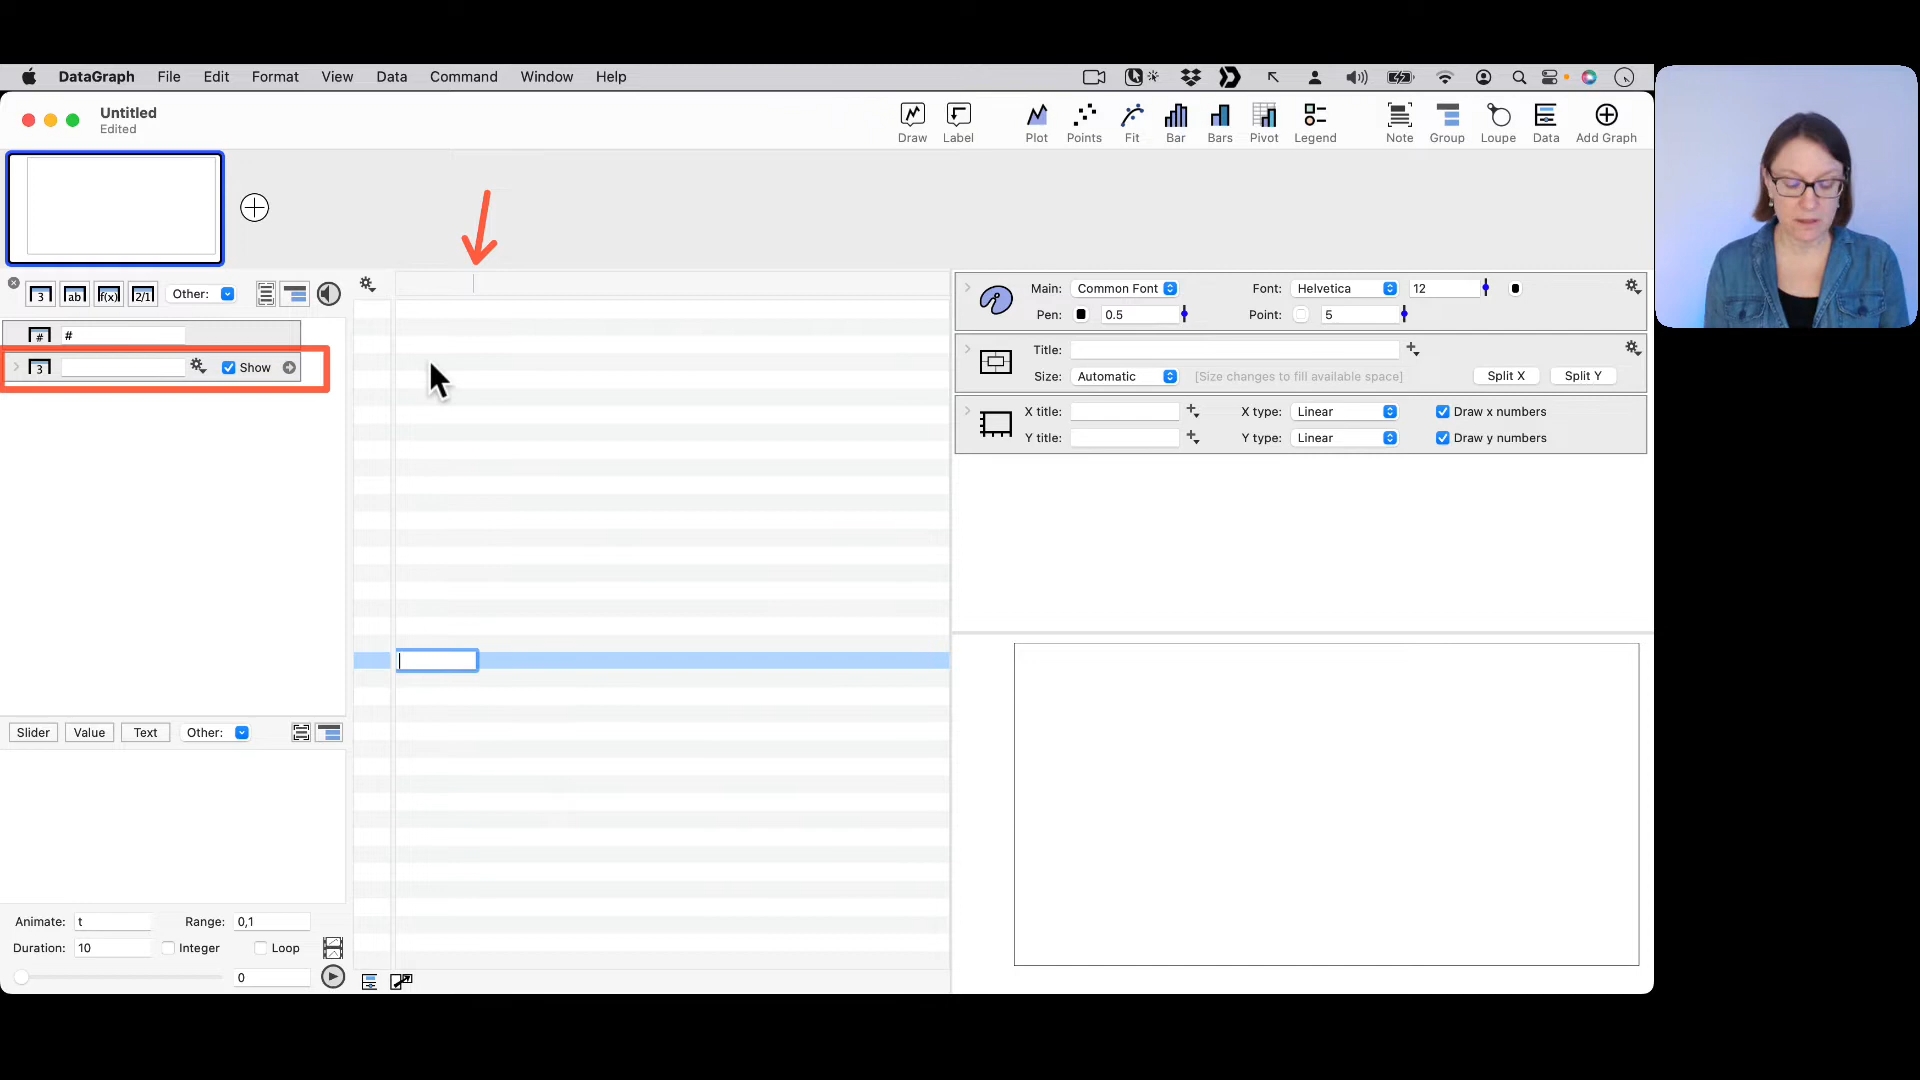 DataGraph File Edit Format View Data Command Window Help
Untitled
Edited
Draw Label Plot Points Fit Bar Bars Pivot Legend Note Group Loupe Data Add Graph
3 ab f(x) 2/1 Other:
# #
3 Show
Main: Common Font Font: Helvetica 12
Pen: 0.5 Point: 5
Title:
Size: Automatic [Size changes to fill available space] Split X Split Y
X title: X type: Linear Draw x numbers
Y title: Y type: Linear Draw y numbers
Slider Value Text Other:
Animate: t Range: 0,1
Duration: 10 Integer Loop
0